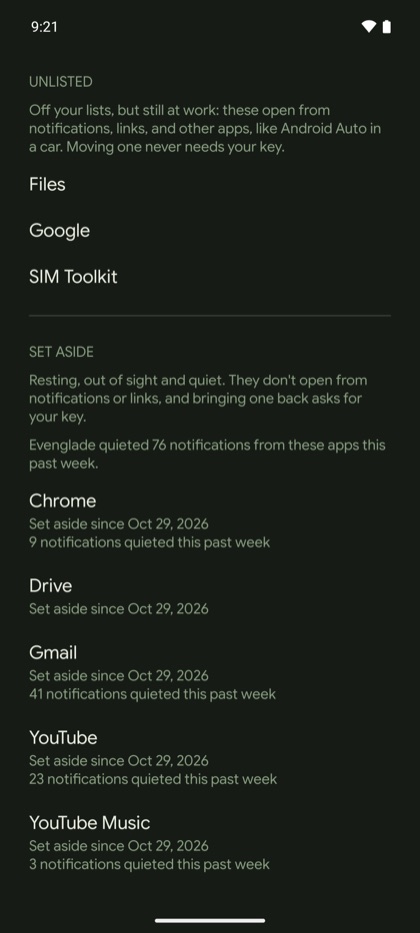 9:21
UNLISTED
Off your lists, but still at work: these open from
notifications, links, and other apps, like Android Auto in
a car. Moving one never needs your key.
Files
Google
SIM Toolkit
SET ASIDE
Resting, out of sight and quiet. They don't open from
notifications or links, and bringing one back asks for
your key.
Evenglade quieted 76 notifications from these apps this
past week.
Chrome
Set aside since Oct 29, 2026
9 notifications quieted this past week
Drive
Set aside since Oct 29, 2026
Gmail
Set aside since Oct 29, 2026
41 notifications quieted this past week
YouTube
Set aside since Oct 29, 2026
23 notifications quieted this past week
YouTube Music
Set aside since Oct 29, 2026
3 notifications quieted this past week